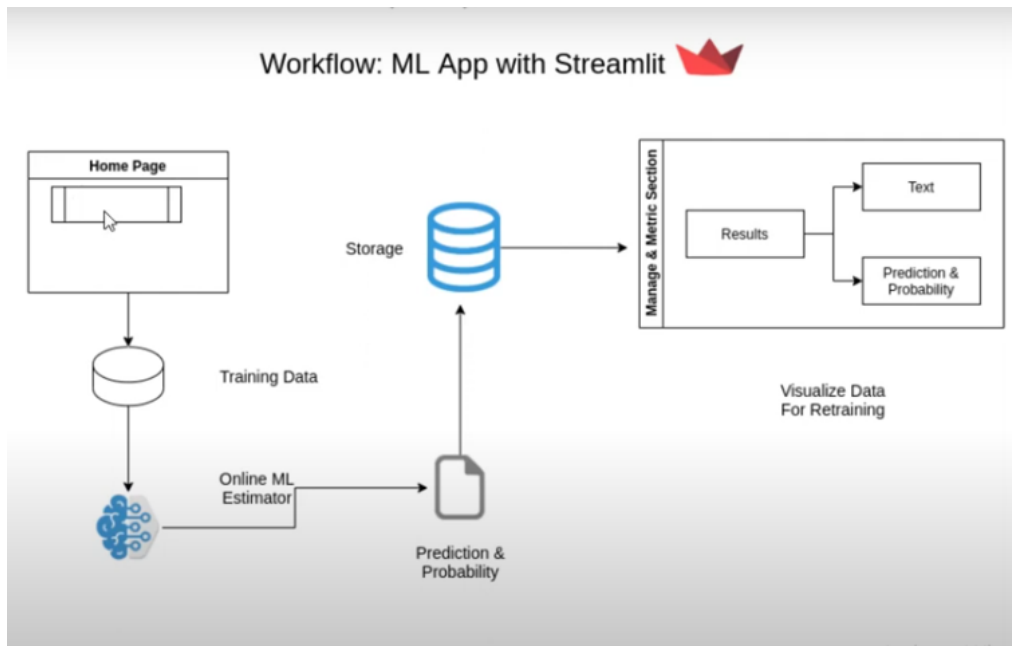 Workflow: ML App with Streamlit
Home Page
Storage
Manage & Metric Section
Results
Text
Prediction &
Probability
Training Data
Visualize Data
For Retraining
Online ML
Estimator
Prediction &
Probability